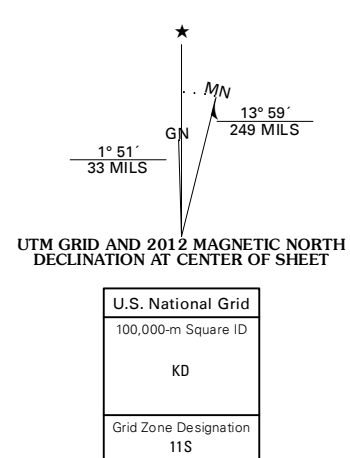 ★
MN
13° 59´
249 MILS
GN
1° 51´
33 MILS
UTM GRID AND 2012 MAGNETIC NORTH
DECLINATION AT CENTER OF SHEET
U.S. National Grid
100,000-m Square ID
KD
Grid Zone Designation
11S